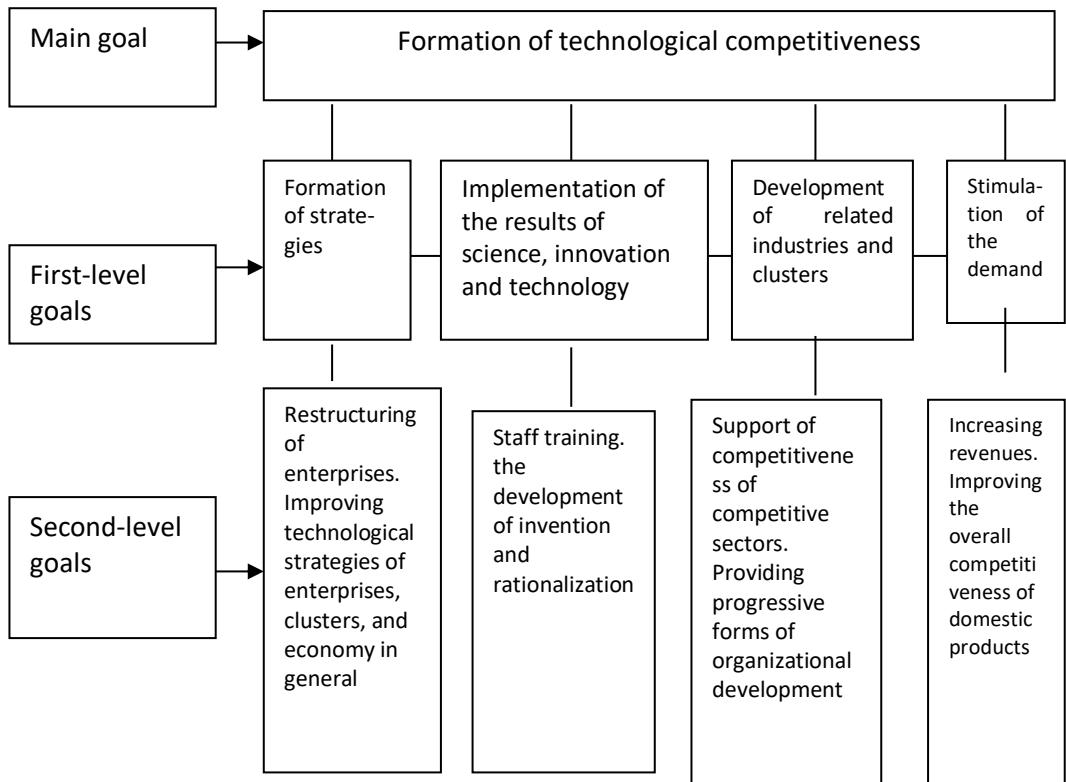 Main goal
Formation of technological competitiveness
First-level
goals
Formation
of strate-
gies
Implementation of
the results of
science, innovation
and technology
Development
of related
industries and
clusters
Stimula-
tion of
the
demand
Second-level
goals
Restructuring
of
enterprises.
Improving
technological
strategies of
enterprises,
clusters, and
economy in
general
Staff training.
the
development
of invention
and
rationalization
Support of
competitivene
ss of
competitive
sectors.
Providing
progressive
forms of
organizational
development
Increasing
revenues.
Improving
the
overall
competiti
veness of
domestic
products